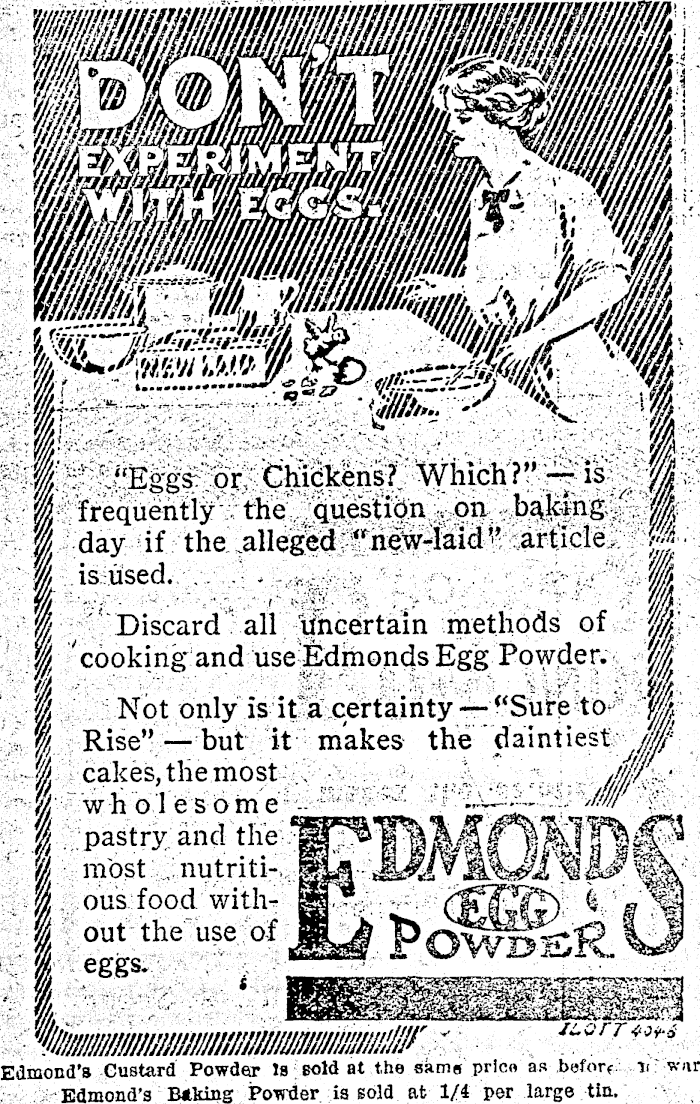 DON'T
EXPERIMENT
WITH EGGS.
NEW LAID
"Eggs or Chickens? Which?" — is
frequently the question on baking
day if the alleged "new-laid" article
is used.
Discard all uncertain methods of
cooking and use Edmonds Egg Powder.
Not only is it a certainty — "Sure to
Rise" — but it makes the daintiest
cakes, the most
wholesome
pastry and the
most nutriti-
ous food with-
out the use of
eggs.
EDMONDS
EGG
POWDER
ILOTT
Edmond's Custard Powder is sold at the same price as before war
Edmond's Baking Powder is sold at 1/4 per large tin.